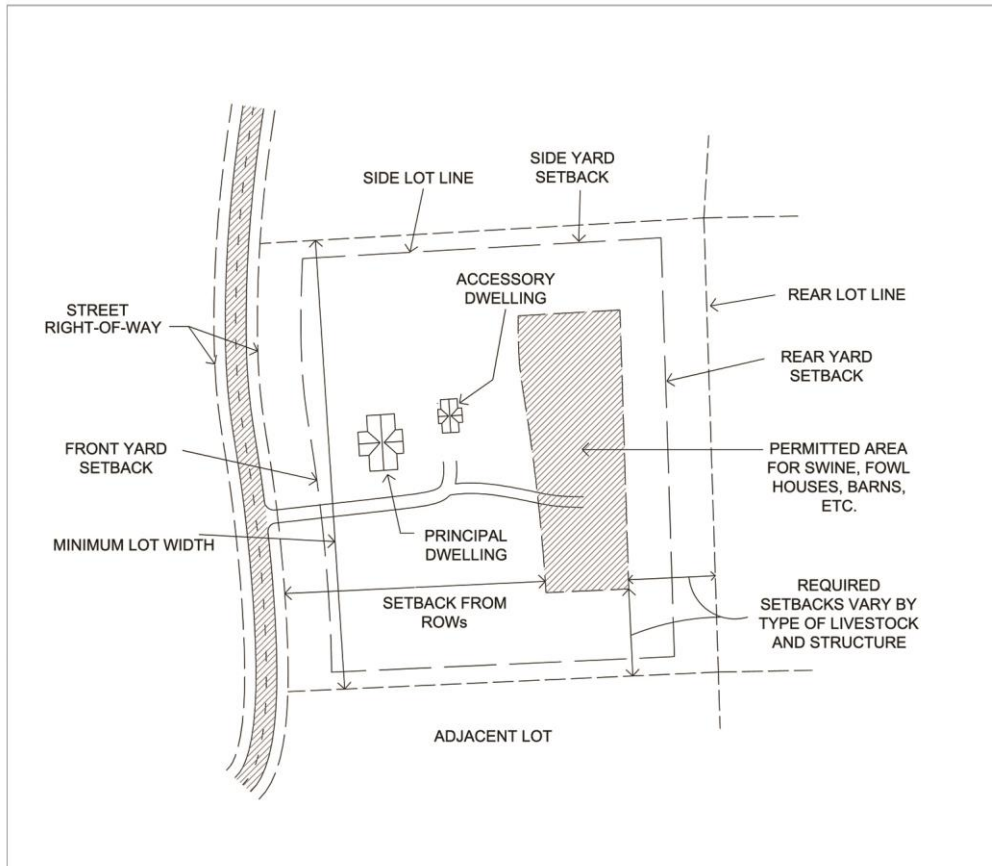 SIDE YARD
SETBACK
SIDE LOT LINE
ACCESSORY
DWELLING
STREET
RIGHT-OF-WAY
REAR LOT LINE
REAR YARD
SETBACK
FRONT YARD
SETBACK
PERMITTED AREA
FOR SWINE, FOWL
HOUSES, BARNS,
ETC.
MINIMUM LOT WIDTH
PRINCIPAL
DWELLING
SETBACK FROM
ROWs
REQUIRED
SETBACKS VARY BY
TYPE OF LIVESTOCK
AND STRUCTURE
ADJACENT LOT